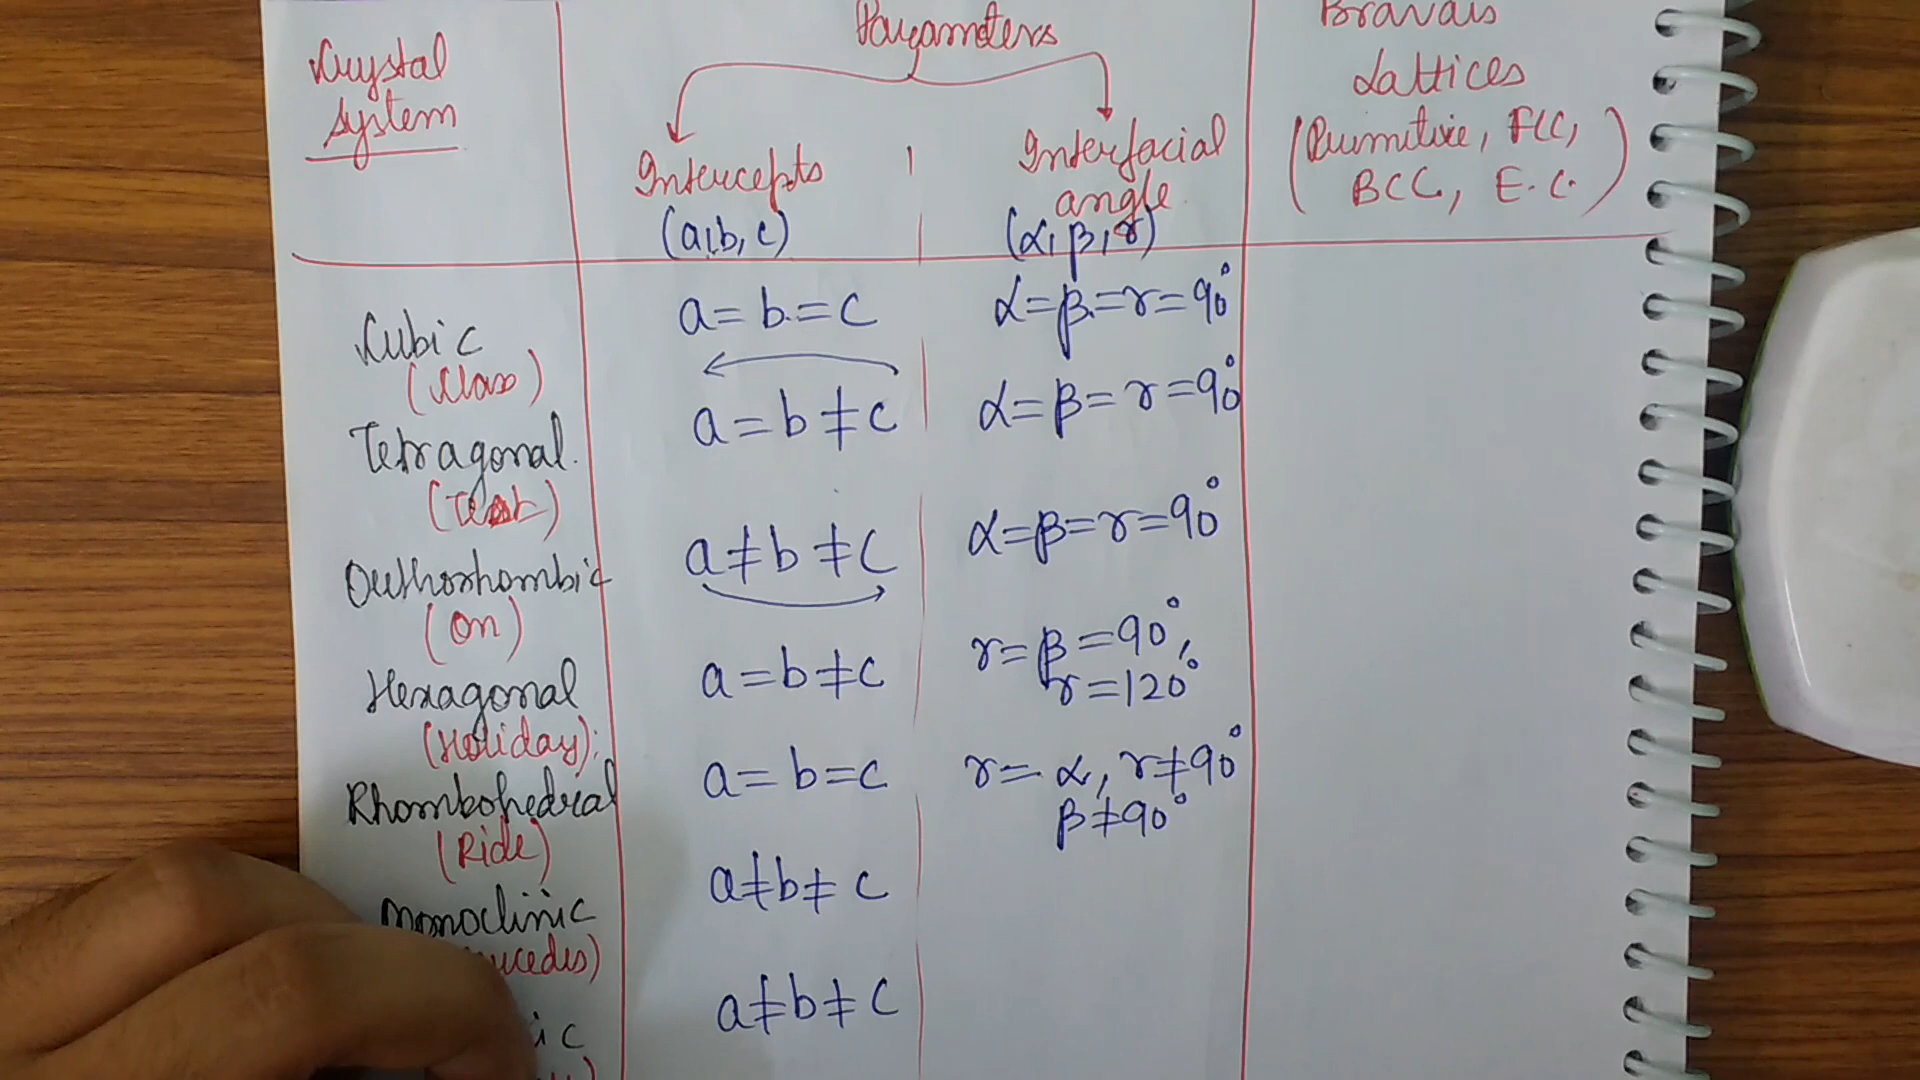 Crystal
System
Parameters
Intercepts
(a,b,c)
Interfacial
angle
(α,β,γ)
Bravais
Lattices
(Primitive, FCC,
BCC, E.C.)
Cubic
(Class)
a=b=c
α=β=γ=90°
Tetragonal
(Test)
a=b≠c
α=β=γ=90°
Orthorhombic
(On)
a≠b≠c
α=β=γ=90°
Hexagonal
(Holiday)
a=b≠c
γ=β=90°,
γ=120°
Rhombohedral
(Ride)
a=b=c
γ=α, γ≠90°
β≠90°
Monoclinic
a≠b≠c
a≠b≠c